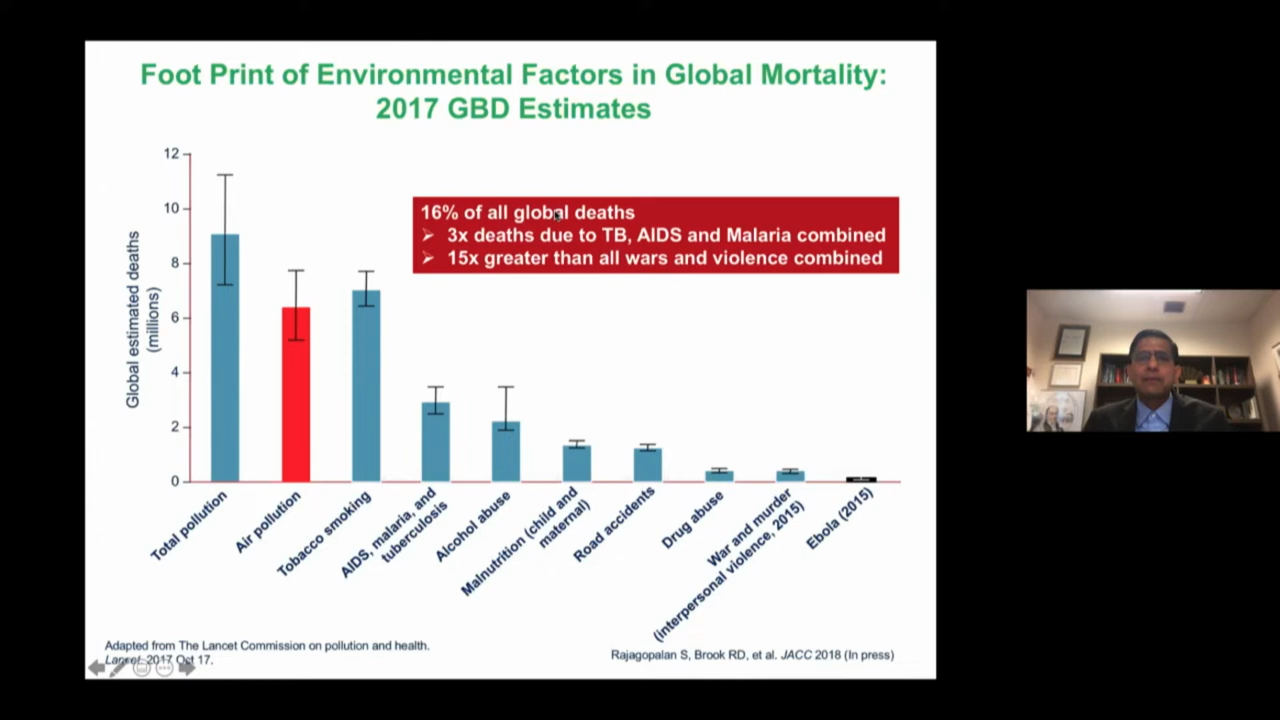 Foot Print of Environmental Factors in Global Mortality:
2017 GBD Estimates
12
10
8
6
4
2
0
Global estimated deaths
(millions)
16% of all global deaths
➢ 3x deaths due to TB, AIDS and Malaria combined
➢ 15x greater than all wars and violence combined
Total pollution
Air pollution
Tobacco smoking
AIDS, malaria, and
tuberculosis
Alcohol abuse
Malnutrition (child and
maternal)
Road accidents
Drug abuse
War and murder
(interpersonal violence, 2015)
Ebola (2015)
Adapted from The Lancet Commission on pollution and health.
Lancet. 2017 Oct 17.
Rajagopalan S, Brook RD, et al. JACC 2018 (In press)